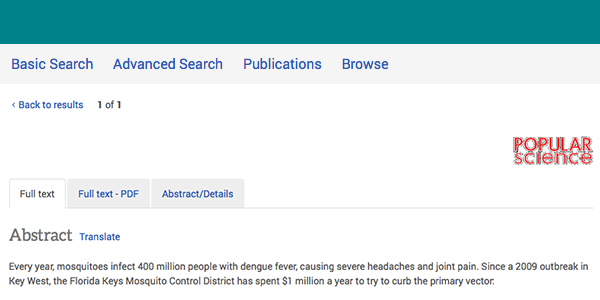 Basic Search Advanced Search Publications Browse
‹ Back to results 1 of 1
POPULAR
science
Full text Full text - PDF Abstract/Details
Abstract Translate
Every year, mosquitoes infect 400 million people with dengue fever, causing severe headaches and joint pain. Since a 2009 outbreak in
Key West, the Florida Keys Mosquito Control District has spent $1 million a year to try to curb the primary vector: